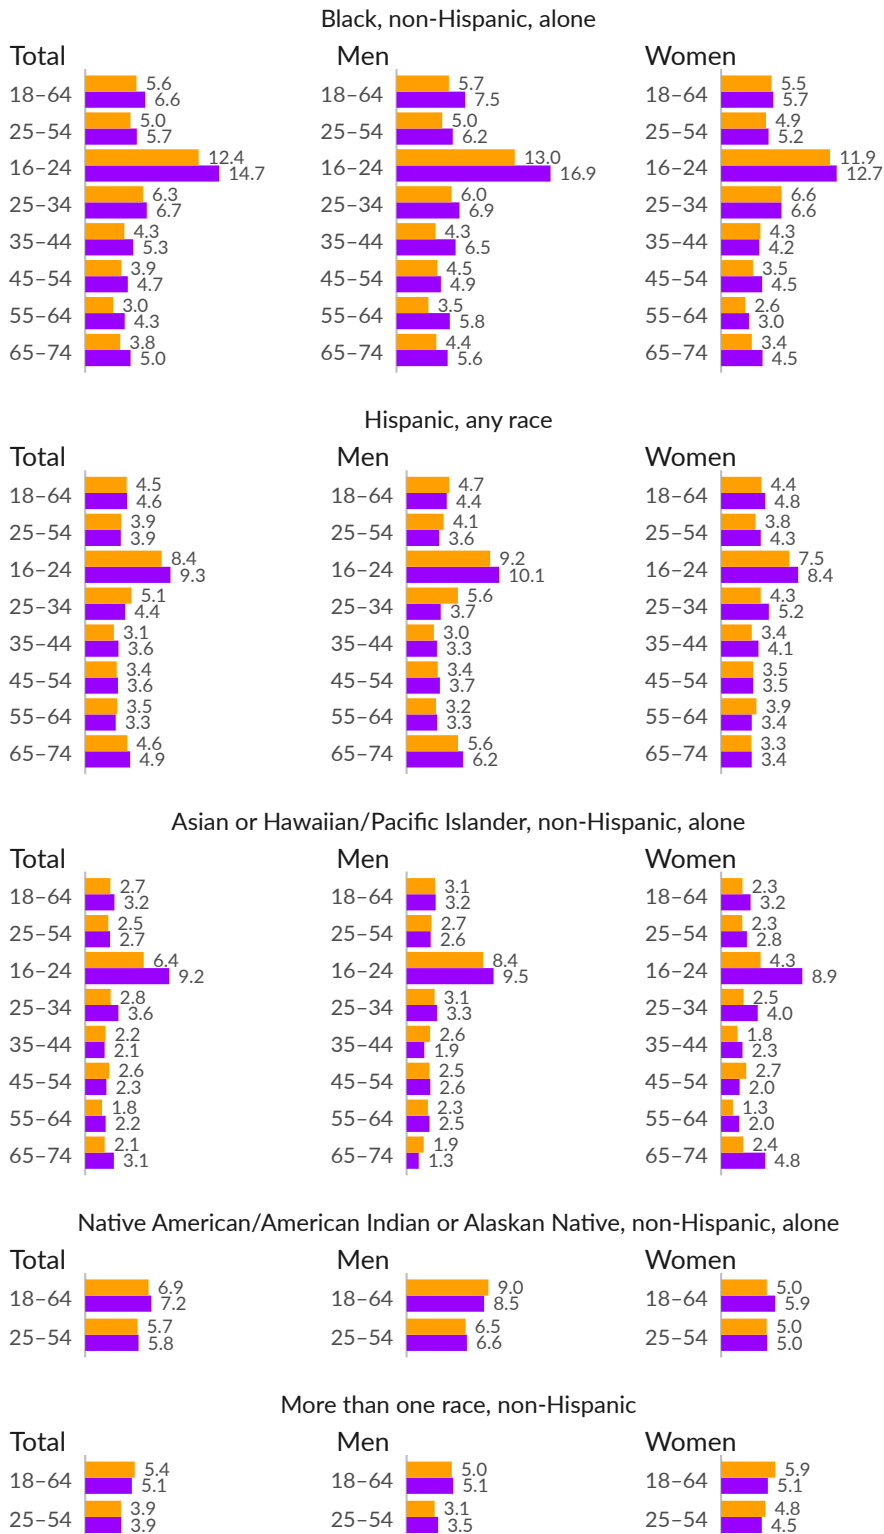 Black, non-Hispanic, alone
Total Men Women
18–64 5.6 6.6 18–64 5.7 7.5 18–64 5.5 5.7
25–54 5.0 5.7 25–54 5.0 6.2 25–54 4.9 5.2
16–24 12.4 14.7 16–24 13.0 16.9 16–24 11.9 12.7
25–34 6.3 6.7 25–34 6.0 6.9 25–34 6.6 6.6
35–44 4.3 5.3 35–44 4.3 6.5 35–44 4.3 4.2
45–54 3.9 4.7 45–54 4.5 4.9 45–54 3.5 4.5
55–64 3.0 4.3 55–64 3.5 5.8 55–64 2.6 3.0
65–74 3.8 5.0 65–74 4.4 5.6 65–74 3.4 4.5
Hispanic, any race
Total Men Women
18–64 4.5 4.6 18–64 4.7 4.4 18–64 4.4 4.8
25–54 3.9 3.9 25–54 4.1 3.6 25–54 3.8 4.3
16–24 8.4 9.3 16–24 9.2 10.1 16–24 7.5 8.4
25–34 5.1 4.4 25–34 5.6 3.7 25–34 4.3 5.2
35–44 3.1 3.6 35–44 3.0 3.3 35–44 3.4 4.1
45–54 3.4 3.6 45–54 3.4 3.7 45–54 3.5 3.5
55–64 3.5 3.3 55–64 3.2 3.3 55–64 3.9 3.4
65–74 4.6 4.9 65–74 5.6 6.2 65–74 3.3 3.4
Asian or Hawaiian/Pacific Islander, non-Hispanic, alone
Total Men Women
18–64 2.7 3.2 18–64 3.1 3.2 18–64 2.3 3.2
25–54 2.5 2.7 25–54 2.7 2.6 25–54 2.3 2.8
16–24 6.4 9.2 16–24 8.4 9.5 16–24 4.3 8.9
25–34 2.8 3.6 25–34 3.1 3.3 25–34 2.5 4.0
35–44 2.2 2.1 35–44 2.6 1.9 35–44 1.8 2.3
45–54 2.6 2.3 45–54 2.5 2.6 45–54 2.7 2.0
55–64 1.8 2.2 55–64 2.3 2.5 55–64 1.3 2.0
65–74 2.1 3.1 65–74 1.9 1.3 65–74 2.4 4.8
Native American/American Indian or Alaskan Native, non-Hispanic, alone
Total Men Women
18–64 6.9 7.2 18–64 9.0 8.5 18–64 5.0 5.9
25–54 5.7 5.8 25–54 6.5 6.6 25–54 5.0 5.0
More than one race, non-Hispanic
Total Men Women
18–64 5.4 5.1 18–64 5.0 5.1 18–64 5.9 5.1
25–54 3.9 3.9 25–54 3.1 3.5 25–54 4.8 4.5